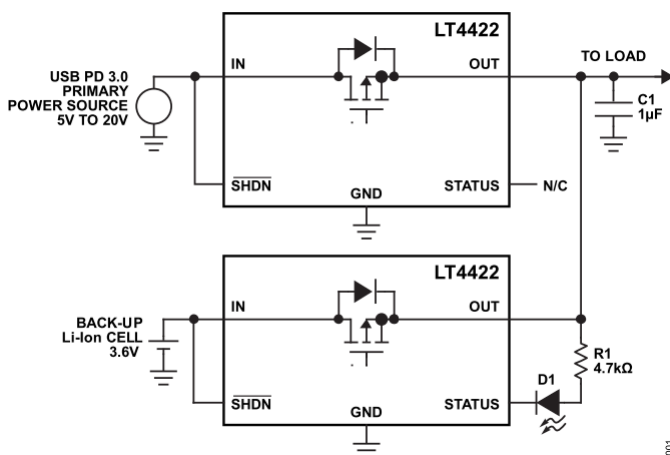 LT4422
IN
OUT
TO LOAD
USB PD 3.0
PRIMARY
POWER SOURCE
5V TO 20V
C1
1µF
SHDN
GND
STATUS
N/C
LT4422
IN
OUT
BACK-UP
Li-Ion CELL
3.6V
R1
4.7kΩ
D1
SHDN
GND
STATUS
001